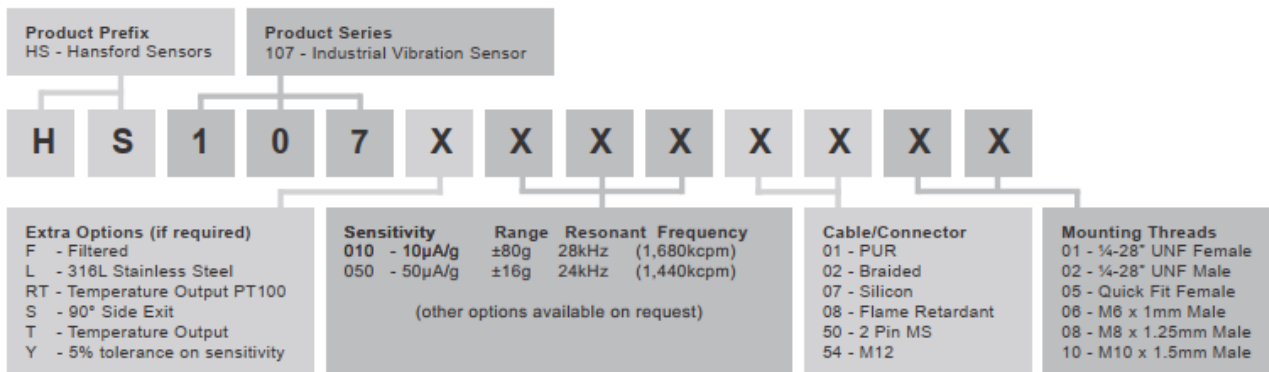 Product Prefix
HS - Hansford Sensors
Product Series
107 - Industrial Vibration Sensor
H S 1 0 7 X X X X X X X X
Extra Options (if required)
F - Filtered
L - 316L Stainless Steel
RT - Temperature Output PT100
S - 90° Side Exit
T - Temperature Output
Y - 5% tolerance on sensitivity
Sensitivity Range Resonant Frequency
010 - 10µA/g ±80g 28kHz (1,680kcpm)
050 - 50µA/g ±16g 24kHz (1,440kcpm)
(other options available on request)
Cable/Connector
01 - PUR
02 - Braided
07 - Silicon
08 - Flame Retardant
50 - 2 Pin MS
54 - M12
Mounting Threads
01 - ¼-28" UNF Female
02 - ¼-28" UNF Male
05 - Quick Fit Female
06 - M6 x 1mm Male
08 - M8 x 1.25mm Male
10 - M10 x 1.5mm Male